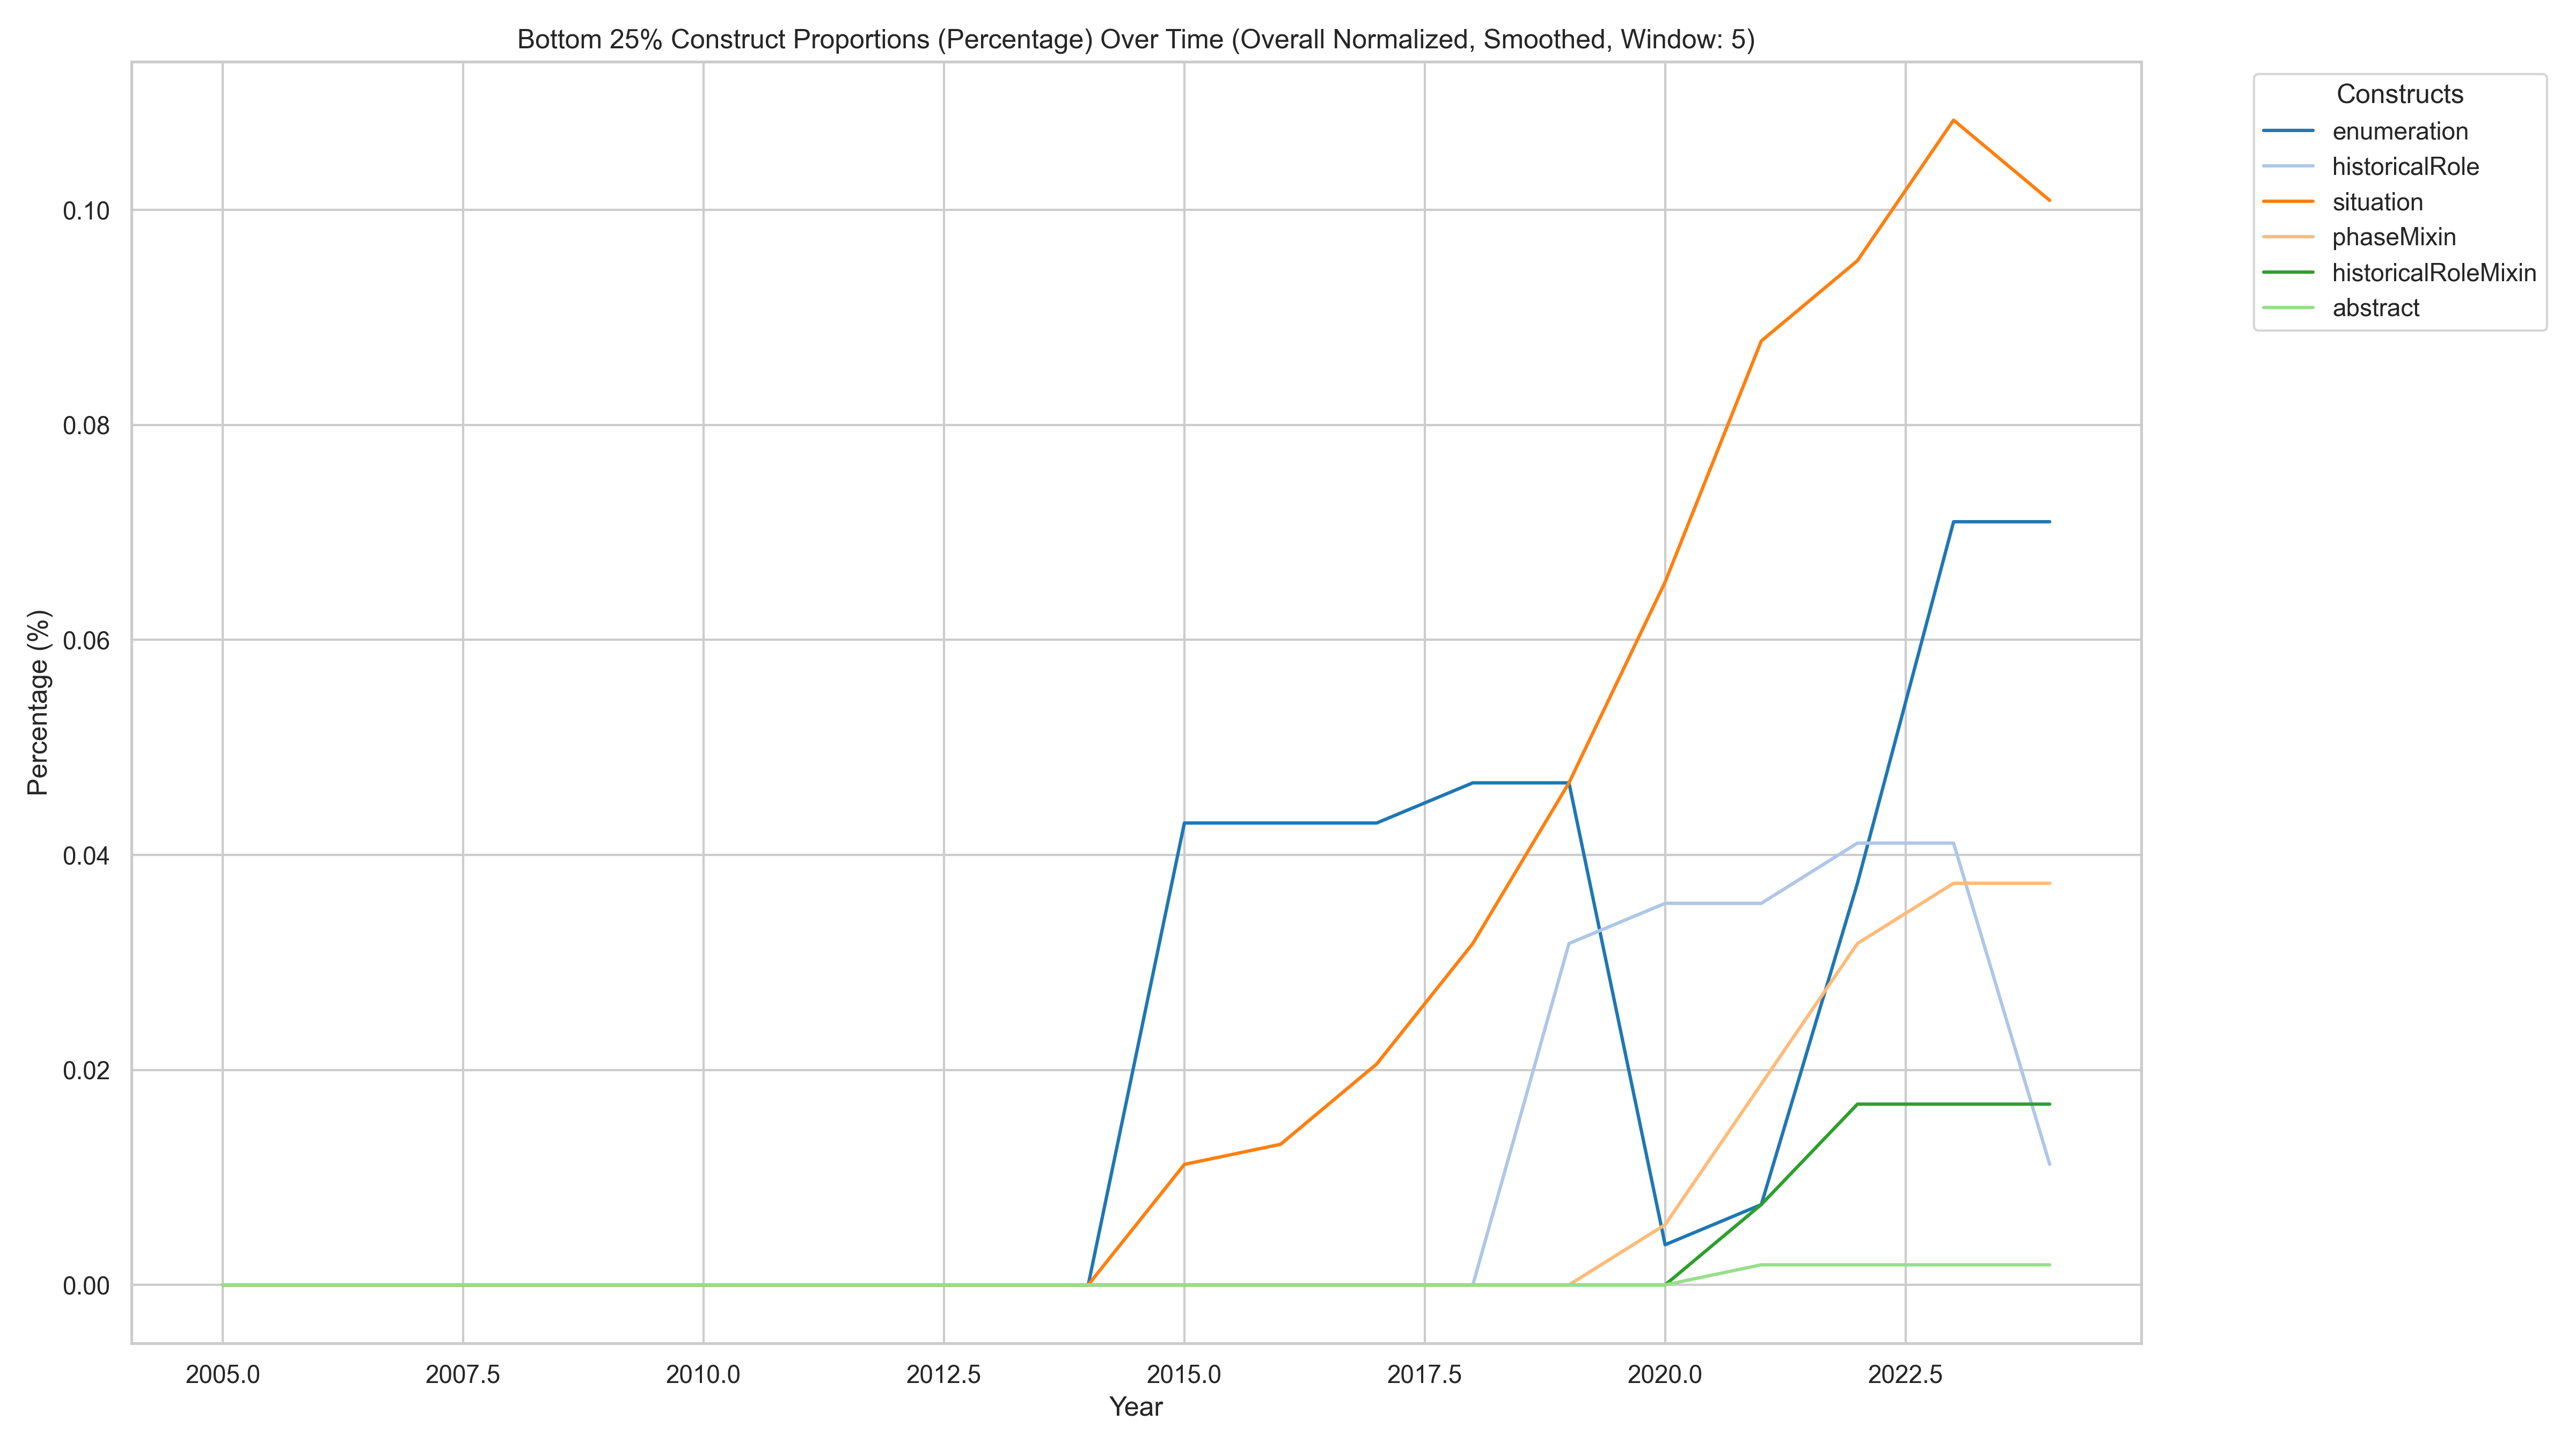 Bottom 25% Construct Proportions (Percentage) Over Time (Overall Normalized, Smoothed, Window: 5)
Constructs
enumeration
historicalRole
situation
phaseMixin
historicalRoleMixin
abstract
Percentage (%)
0.10
0.08
0.06
0.04
0.02
0.00
2005.0 2007.5 2010.0 2012.5 2015.0 2017.5 2020.0 2022.5
Year